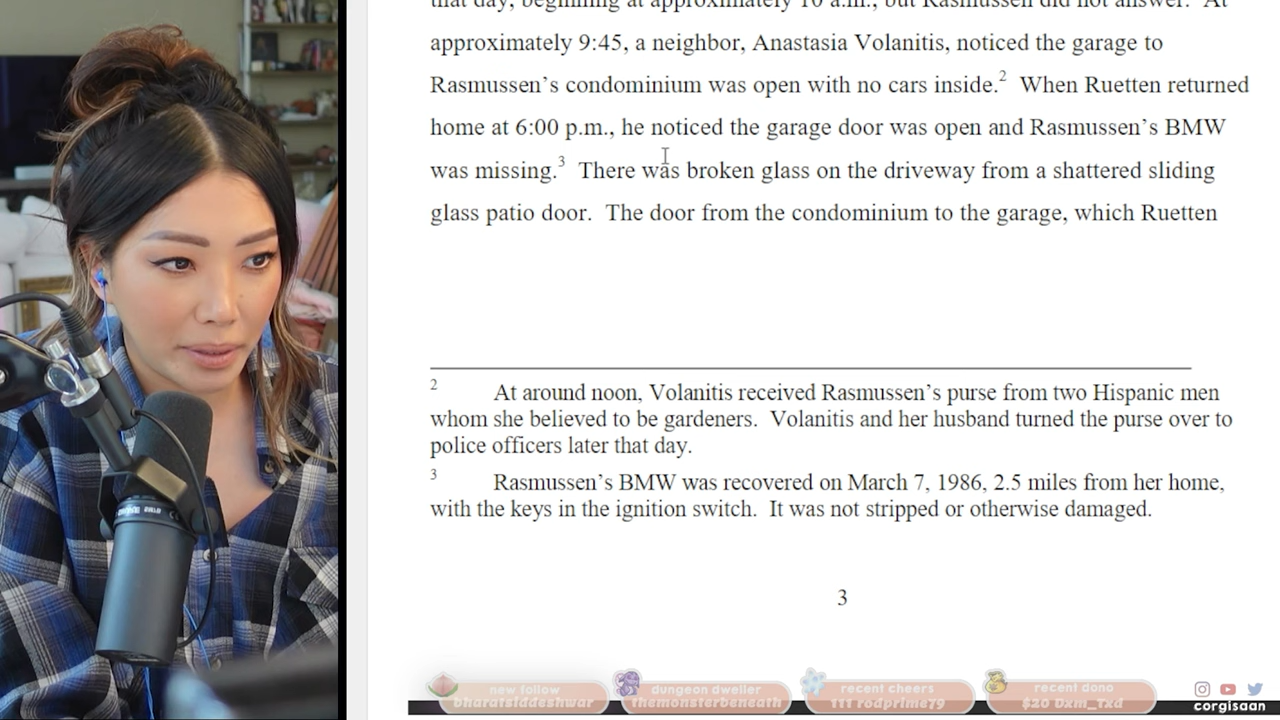 that day, beginning at approximately 10 a.m., but Rasmussen did not answer. At
approximately 9:45, a neighbor, Anastasia Volanitis, noticed the garage to
Rasmussen's condominium was open with no cars inside.2 When Ruetten returned
home at 6:00 p.m., he noticed the garage door was open and Rasmussen's BMW
was missing.3 There was broken glass on the driveway from a shattered sliding
glass patio door. The door from the condominium to the garage, which Ruetten
2 At around noon, Volanitis received Rasmussen's purse from two Hispanic men
whom she believed to be gardeners. Volanitis and her husband turned the purse over to
police officers later that day.
3 Rasmussen's BMW was recovered on March 7, 1986, 2.5 miles from her home,
with the keys in the ignition switch. It was not stripped or otherwise damaged.
3
new follow
bharatsiddeshwar
dungeon dweller
themonsterbeneath
recent cheers
111 rodprime79
recent dono
$20 Dxm_Txd
corgisaan